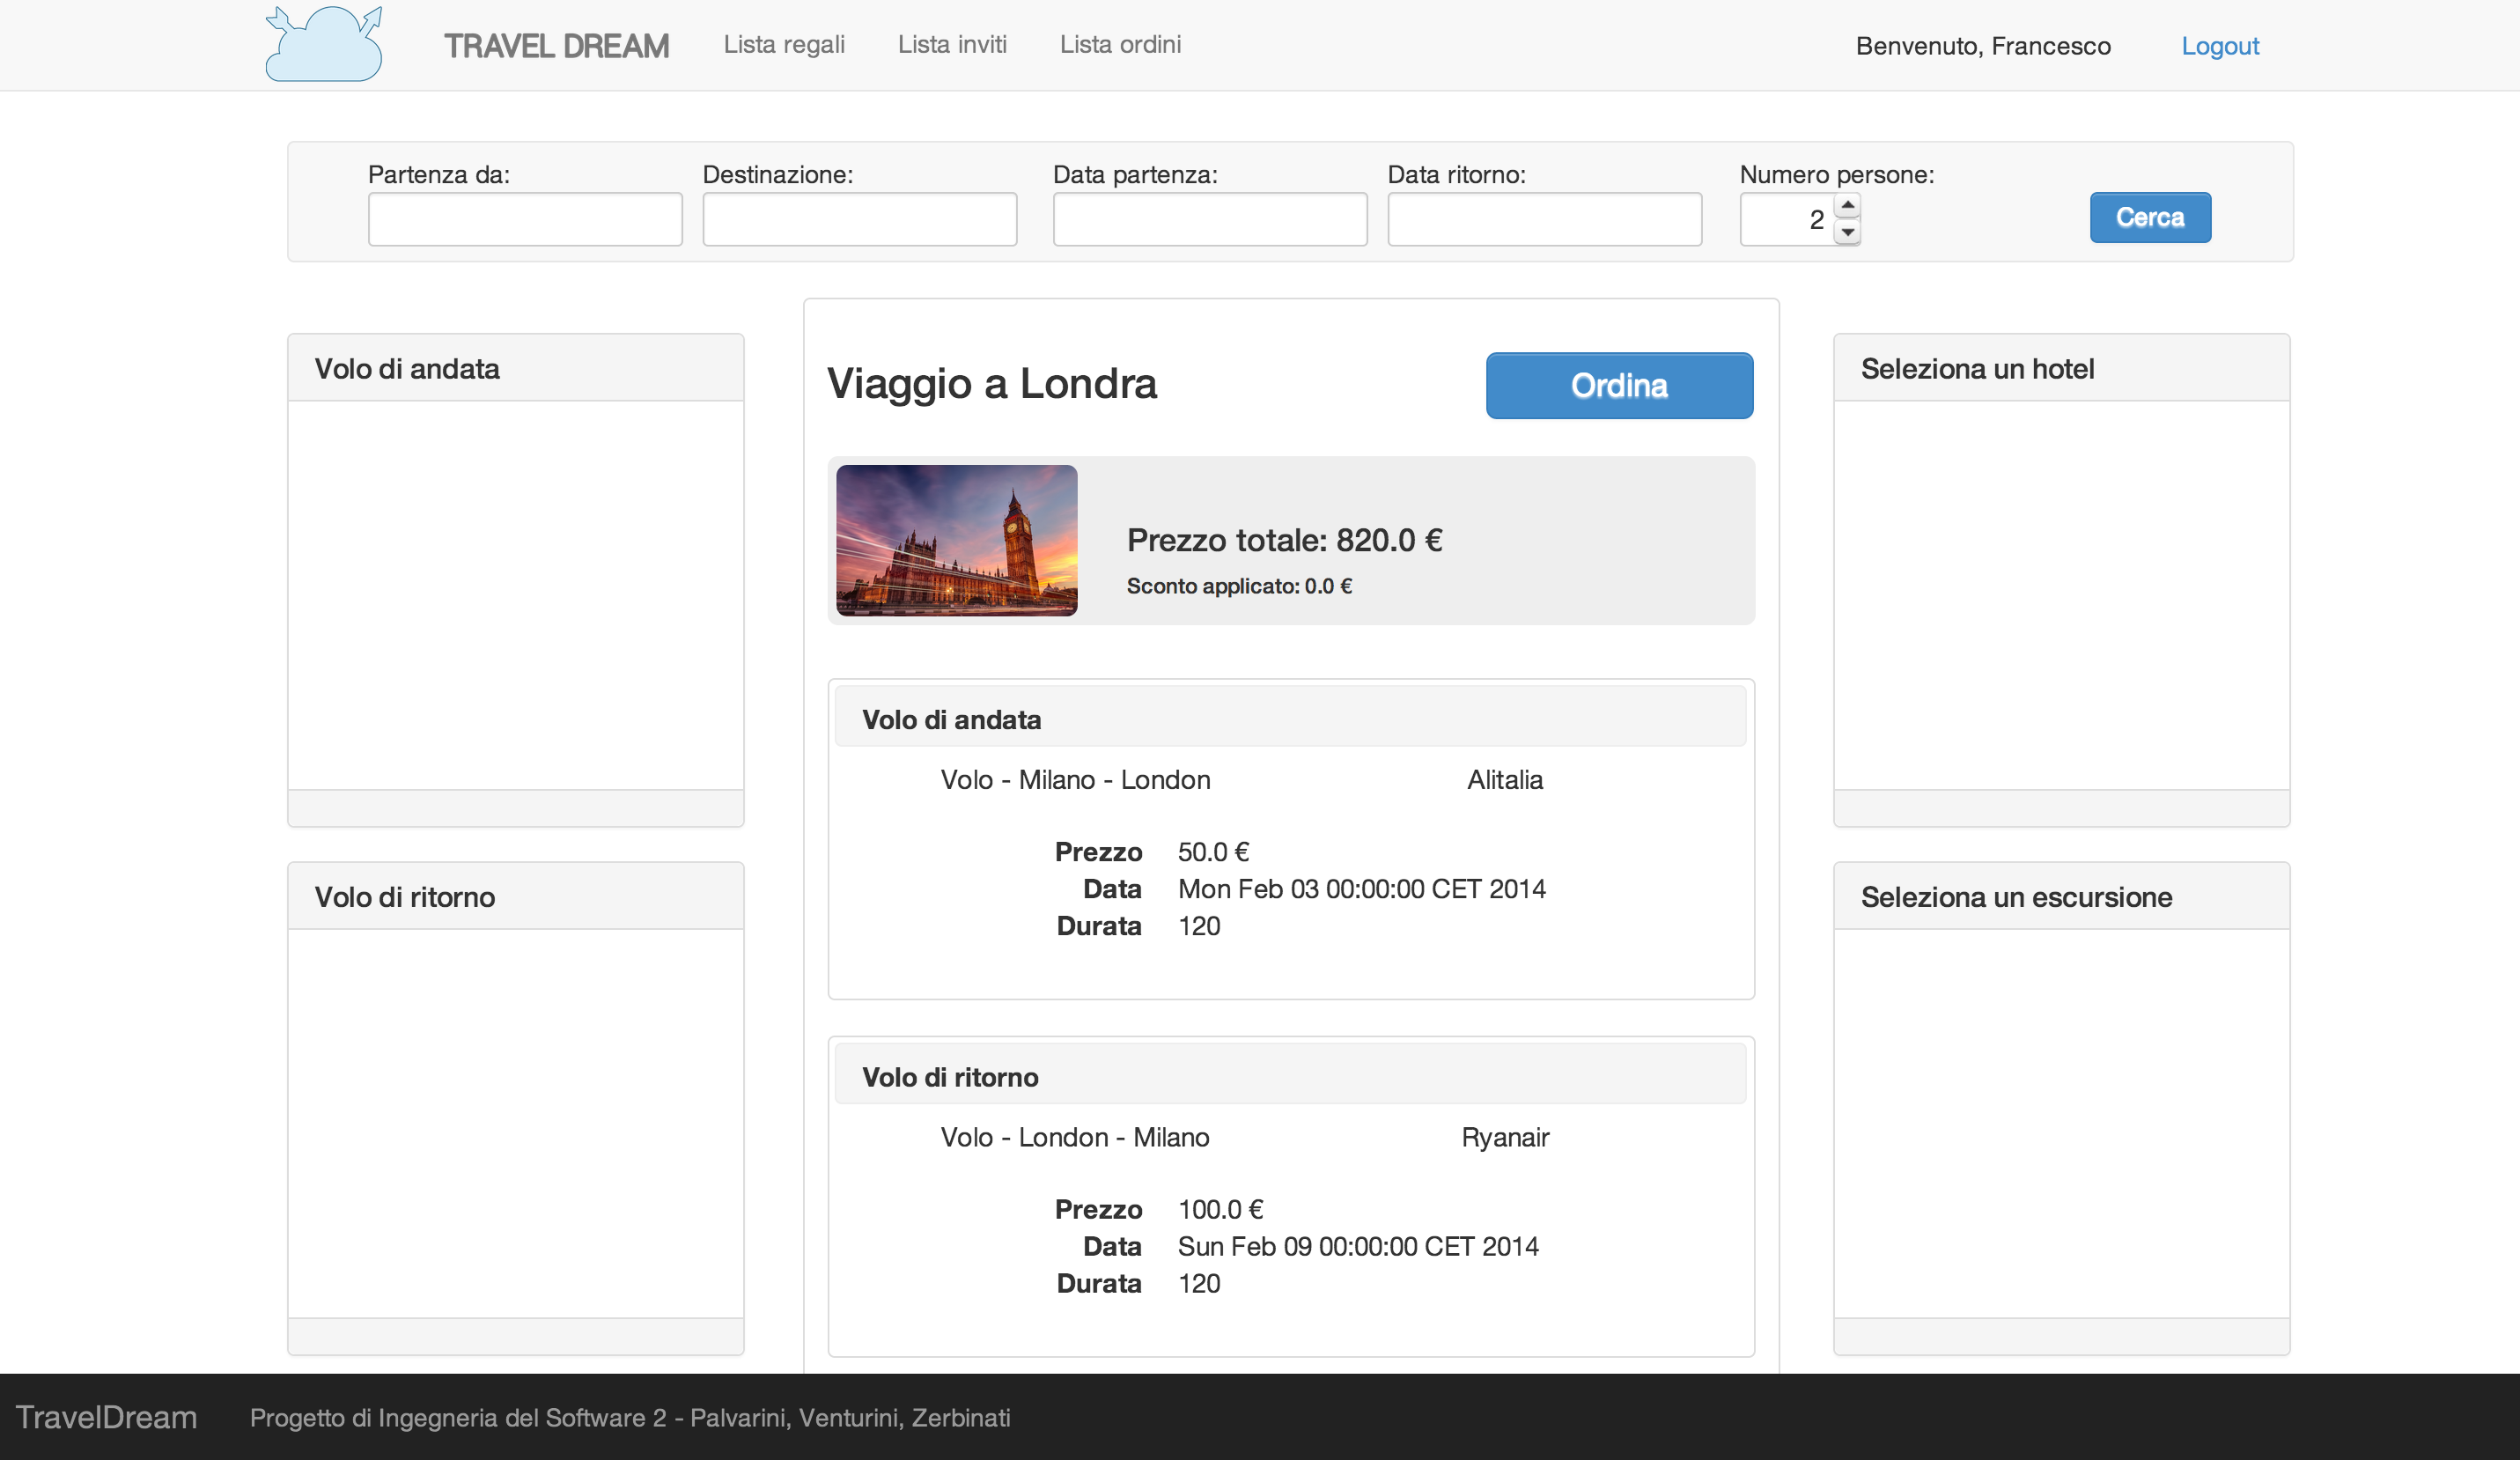 TRAVEL DREAM Lista regali Lista inviti Lista ordini Benvenuto, Francesco Logout
Partenza da: Destinazione: Data partenza: Data ritorno: Numero persone:
2 Cerca
Volo di andata
Volo di ritorno
Viaggio a Londra Ordina
Prezzo totale: 820.0 €
Sconto applicato: 0.0 €
Volo di andata
Volo - Milano - London Alitalia
Prezzo 50.0 €
Data Mon Feb 03 00:00:00 CET 2014
Durata 120
Volo di ritorno
Volo - London - Milano Ryanair
Prezzo 100.0 €
Data Sun Feb 09 00:00:00 CET 2014
Durata 120
Seleziona un hotel
Seleziona un escursione
TravelDream Progetto di Ingegneria del Software 2 - Palvarini, Venturini, Zerbinati